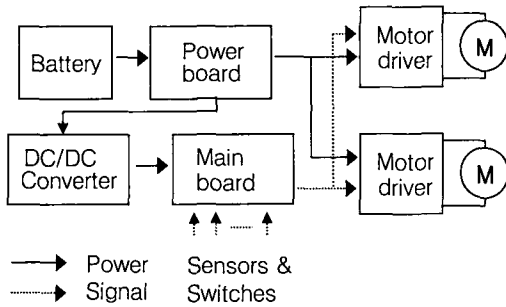 Battery
Power
board
Motor
driver
M
DC/DC
Converter
Main
board
Motor
driver
M
Power
Signal
Sensors &
Switches